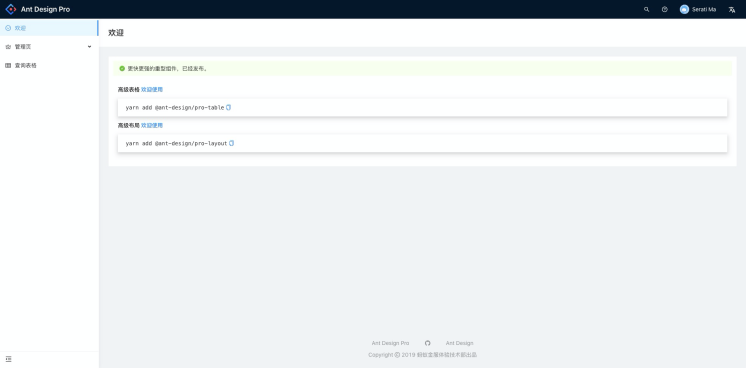 Ant Design Pro
Serati Ma
欢迎
管理页
查询表格
欢迎
更快更强的重型组件，已经发布。
高级表格 欢迎使用
yarn add @ant-design/pro-table
高级布局 欢迎使用
yarn add @ant-design/pro-layout
Ant Design Pro
Ant Design
Copyright © 2019 蚂蚁金服体验技术部出品